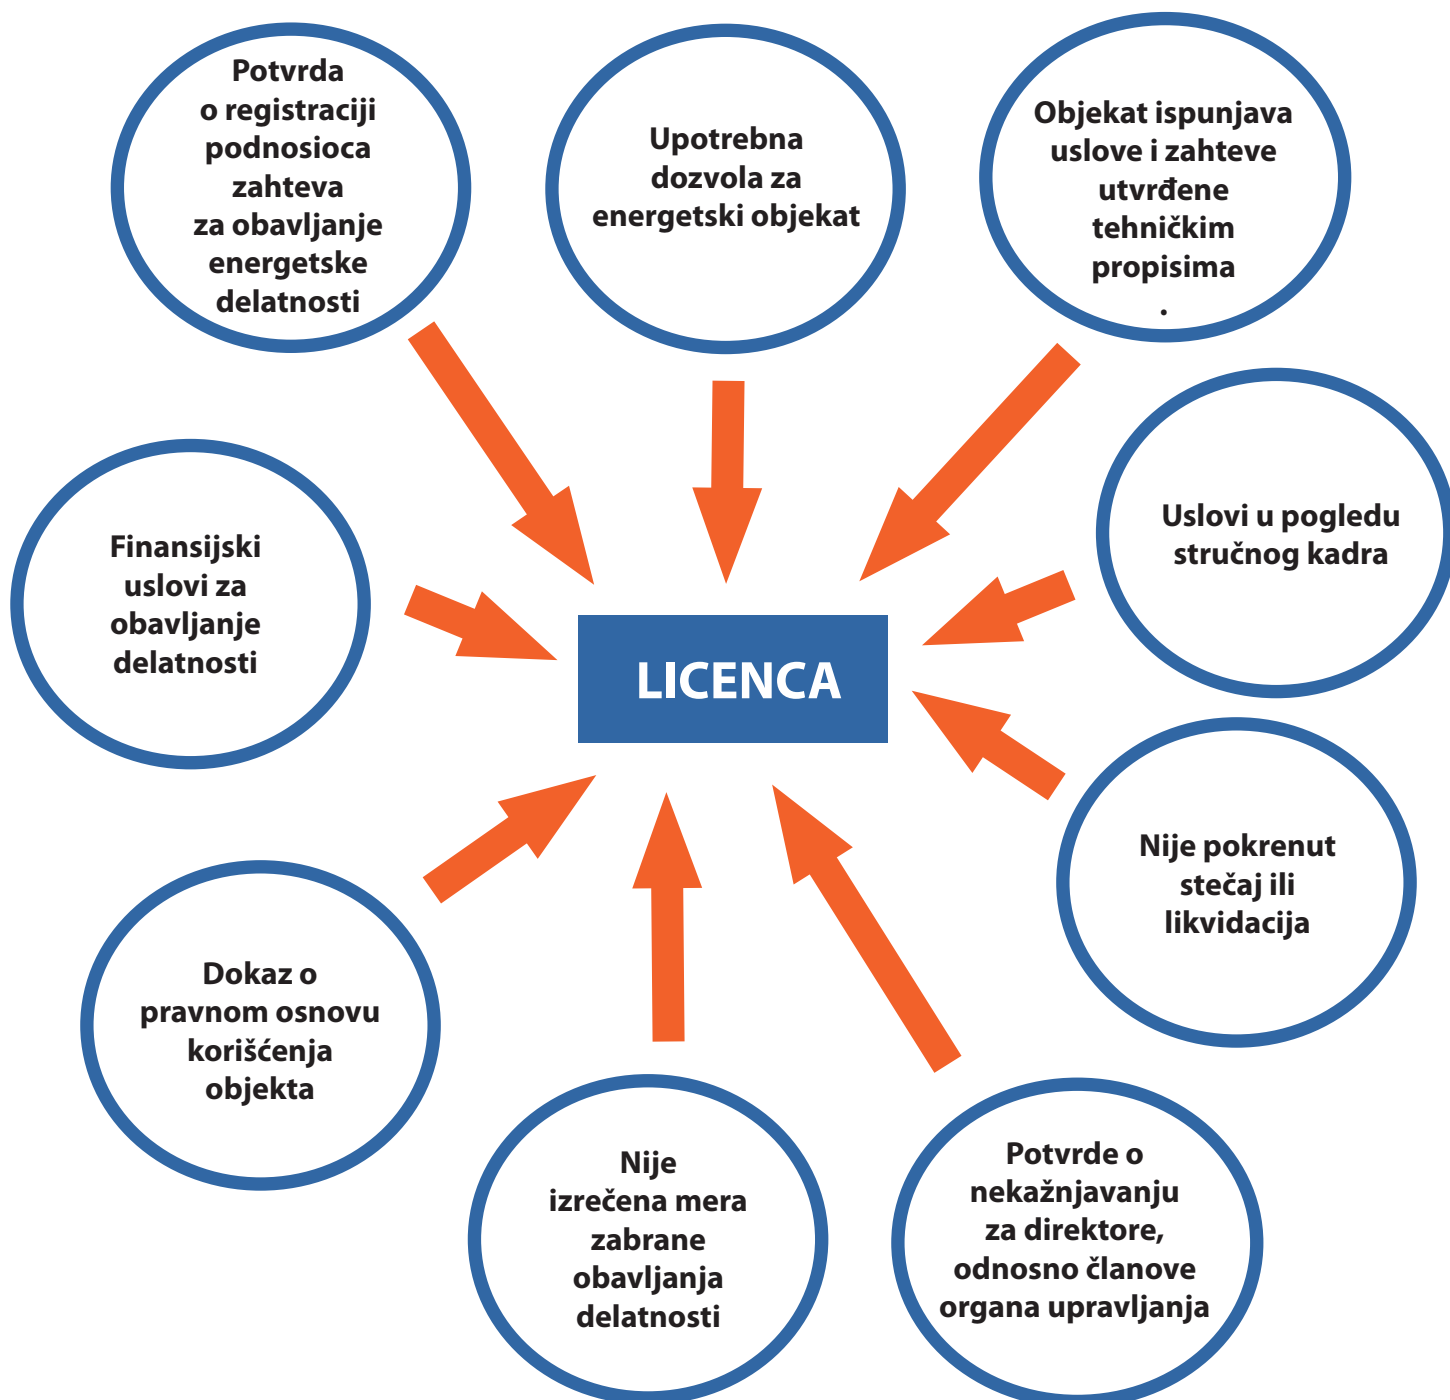 Potvrda
o registraciji
podnosioca
zahteva
za obavljanje
energetske
delatnosti
Upotrebna
dozvola za
energetski objekat
Objekat ispunjava
uslove i zahteve
utvrđene
tehničkim
propisima
.
Finansijski
uslovi za
obavljanje
delatnosti
Uslovi u pogledu
stručnog kadra
LICENCA
Nije pokrenut
stečaj ili
likvidacija
Dokaz o
pravnom osnovu
korišćenja
objekta
Nije
izrečena mera
zabrane
obavljanja
delatnosti
Potvrde o
nekažnjavanju
za direktore,
odnosno članove
organa upravljanja